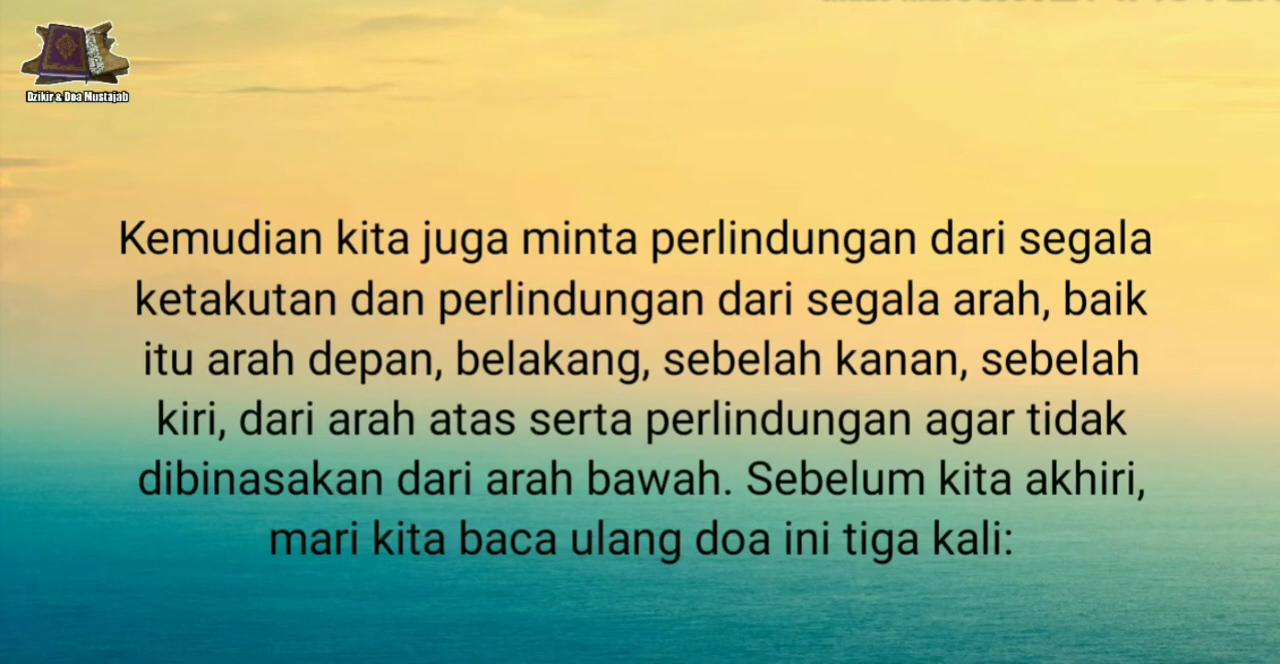 Dzikir & Doa Mustajab
Kemudian kita juga minta perlindungan dari segala
ketakutan dan perlindungan dari segala arah, baik
itu arah depan, belakang, sebelah kanan, sebelah
kiri, dari arah atas serta perlindungan agar tidak
dibinasakan dari arah bawah. Sebelum kita akhiri,
mari kita baca ulang doa ini tiga kali: